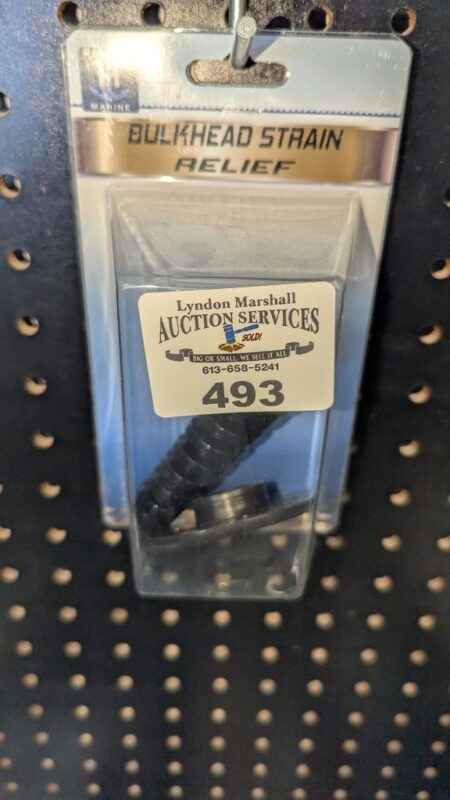 MARINE
BULKHEAD STRAIN
RELIEF
Lyndon Marshall
AUCTION SERVICES
SOLD!
BIG OR SMALL, WE SELL IT ALL
613-658-5241
493